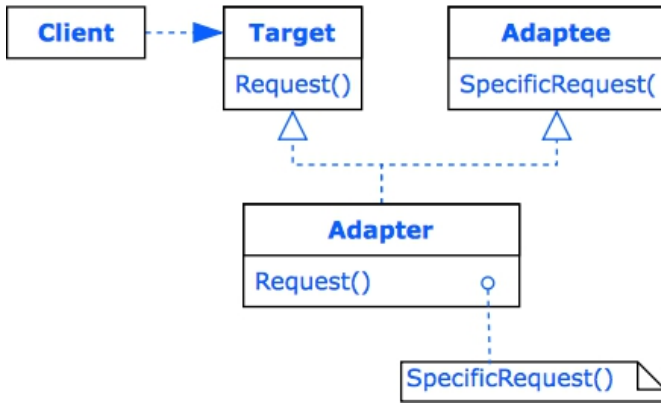 Client
Target
Adaptee
Request()
SpecificRequest(
Adapter
Request()
SpecificRequest()